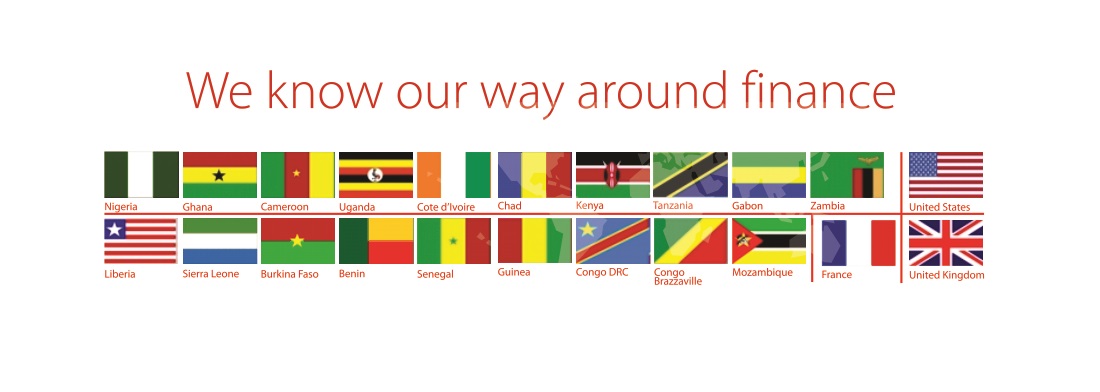 We know our way around finance
Nigeria
Ghana
Cameroon
Uganda
Cote d'Ivoire
Chad
Kenya
Tanzania
Gabon
Zambia
United States
Liberia
Sierra Leone
Burkina Faso
Benin
Senegal
Guinea
Congo DRC
Congo
Brazzaville
Mozambique
France
United Kingdom